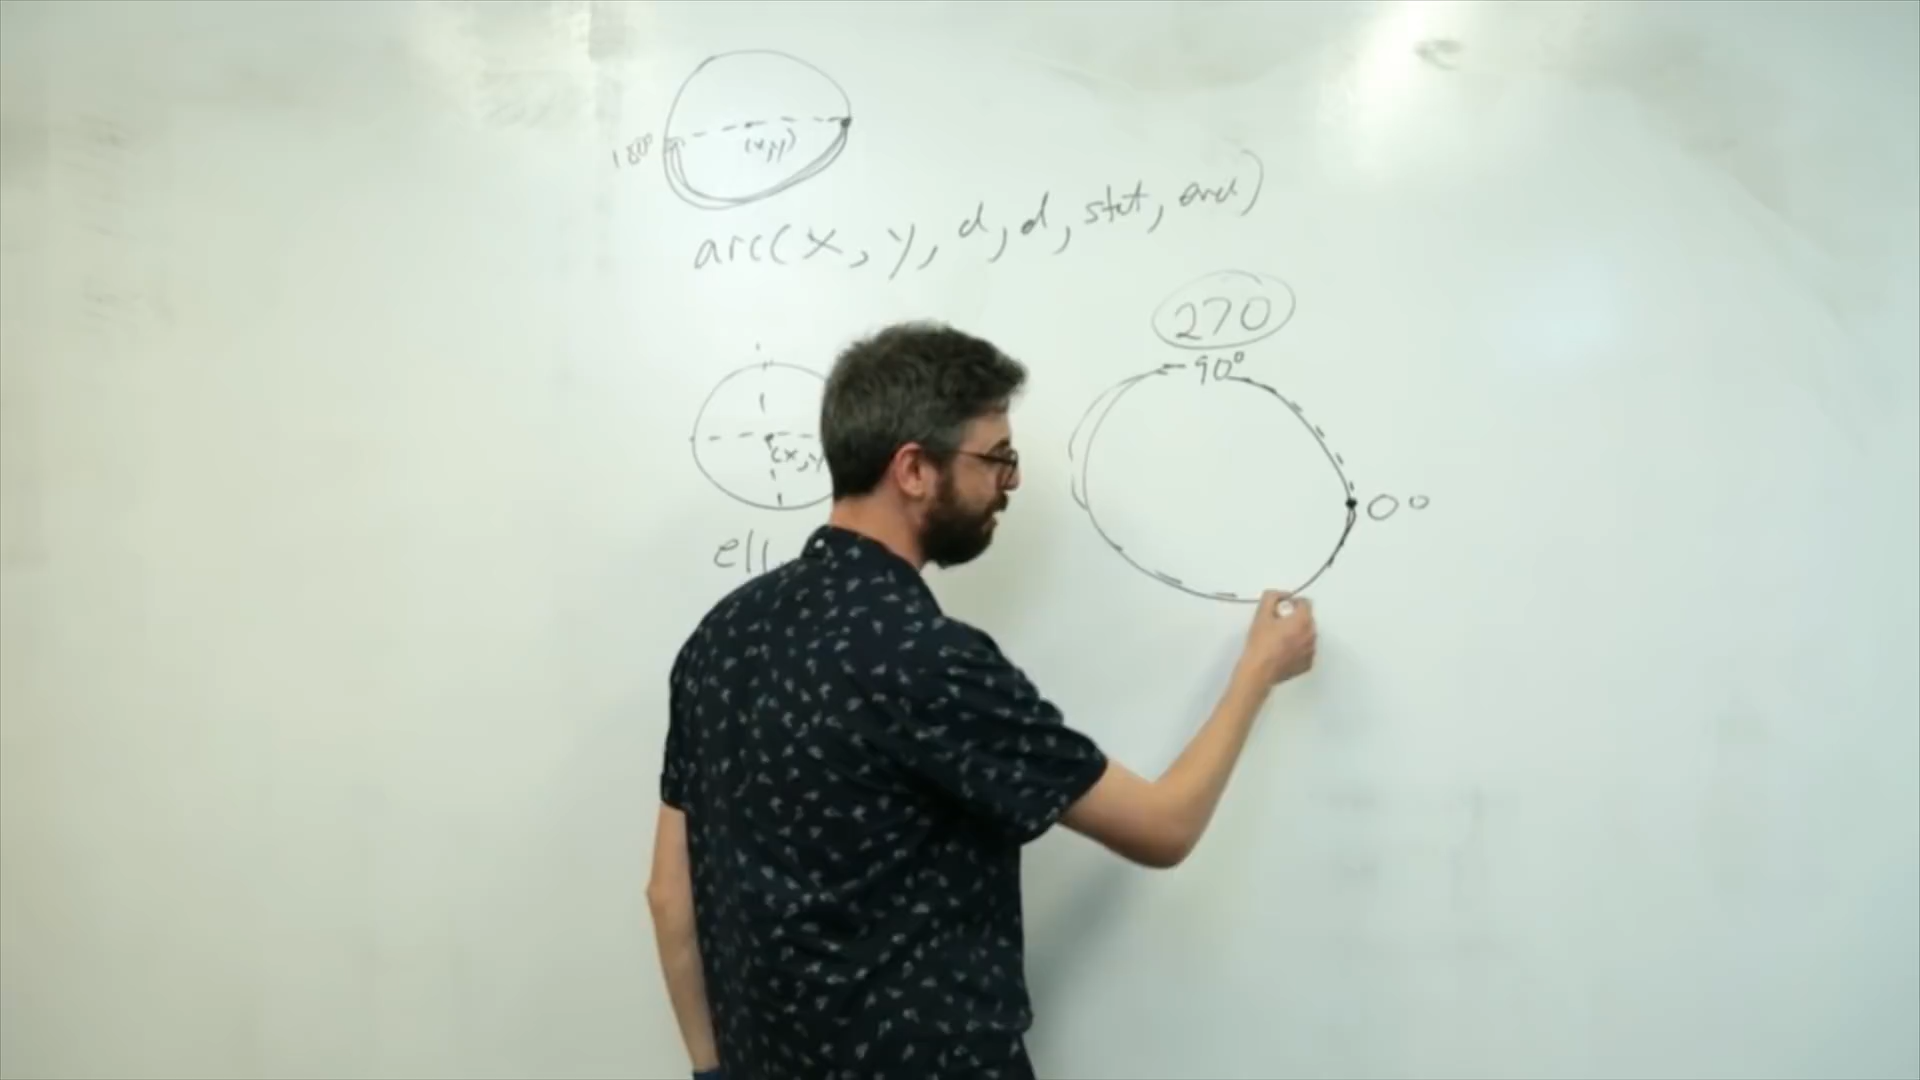 180°
(x,y)
arc(x, y, d, d, start, end)
270
-90°
(x,y
0°
ell